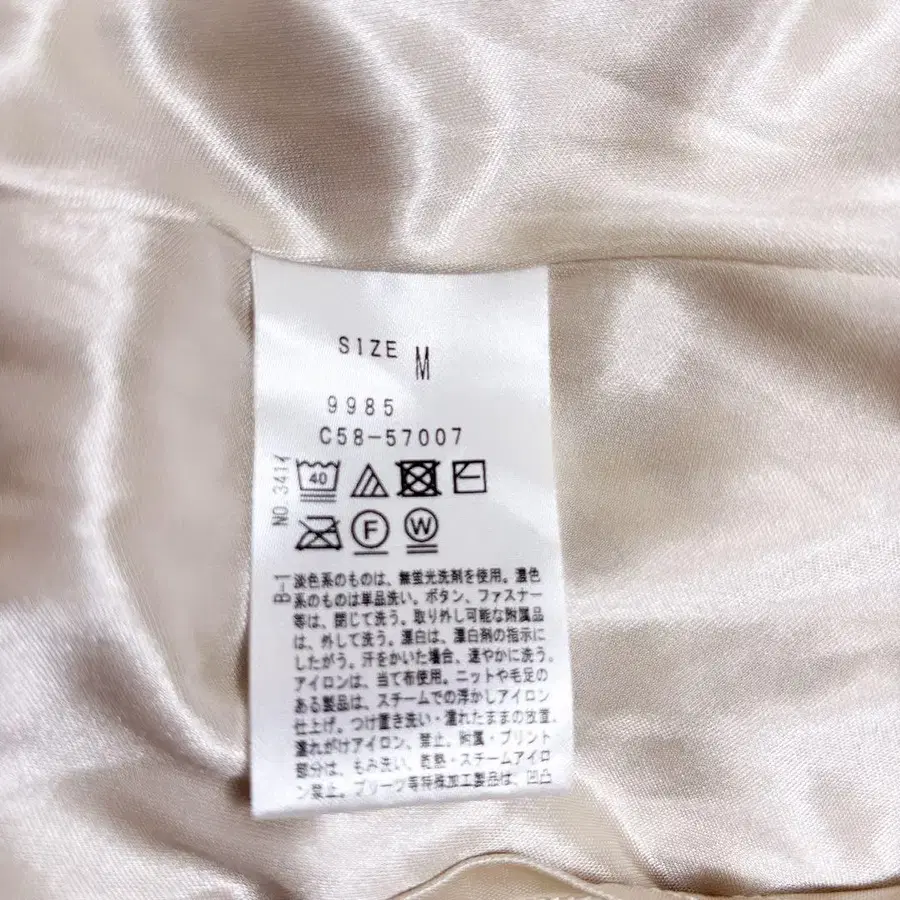 SIZE M
9985
C58-57007
NO.3414
40
F
W
B-1
淡色系のものは、無蛍光洗剤を使用。濃色
系のものは単品洗い。ボタン、ファスナー
等は、閉じて洗う。取り外し可能な附属品
は、外して洗う。漂白は、漂白剤の指示に
したがう。汗をかいた場合、速やかに洗う。
アイロンは、当て布使用。ニットや毛足の
ある製品は、スチームでの浮かしアイロン
仕上げ。つけ置き洗い・濡れたままの放置、
濡れがけアイロン、禁止。附属・プリント
部分は、もみ洗い、乾熱・スチームアイロ
ン禁止。プリーツ等特殊加工製品は、凹凸